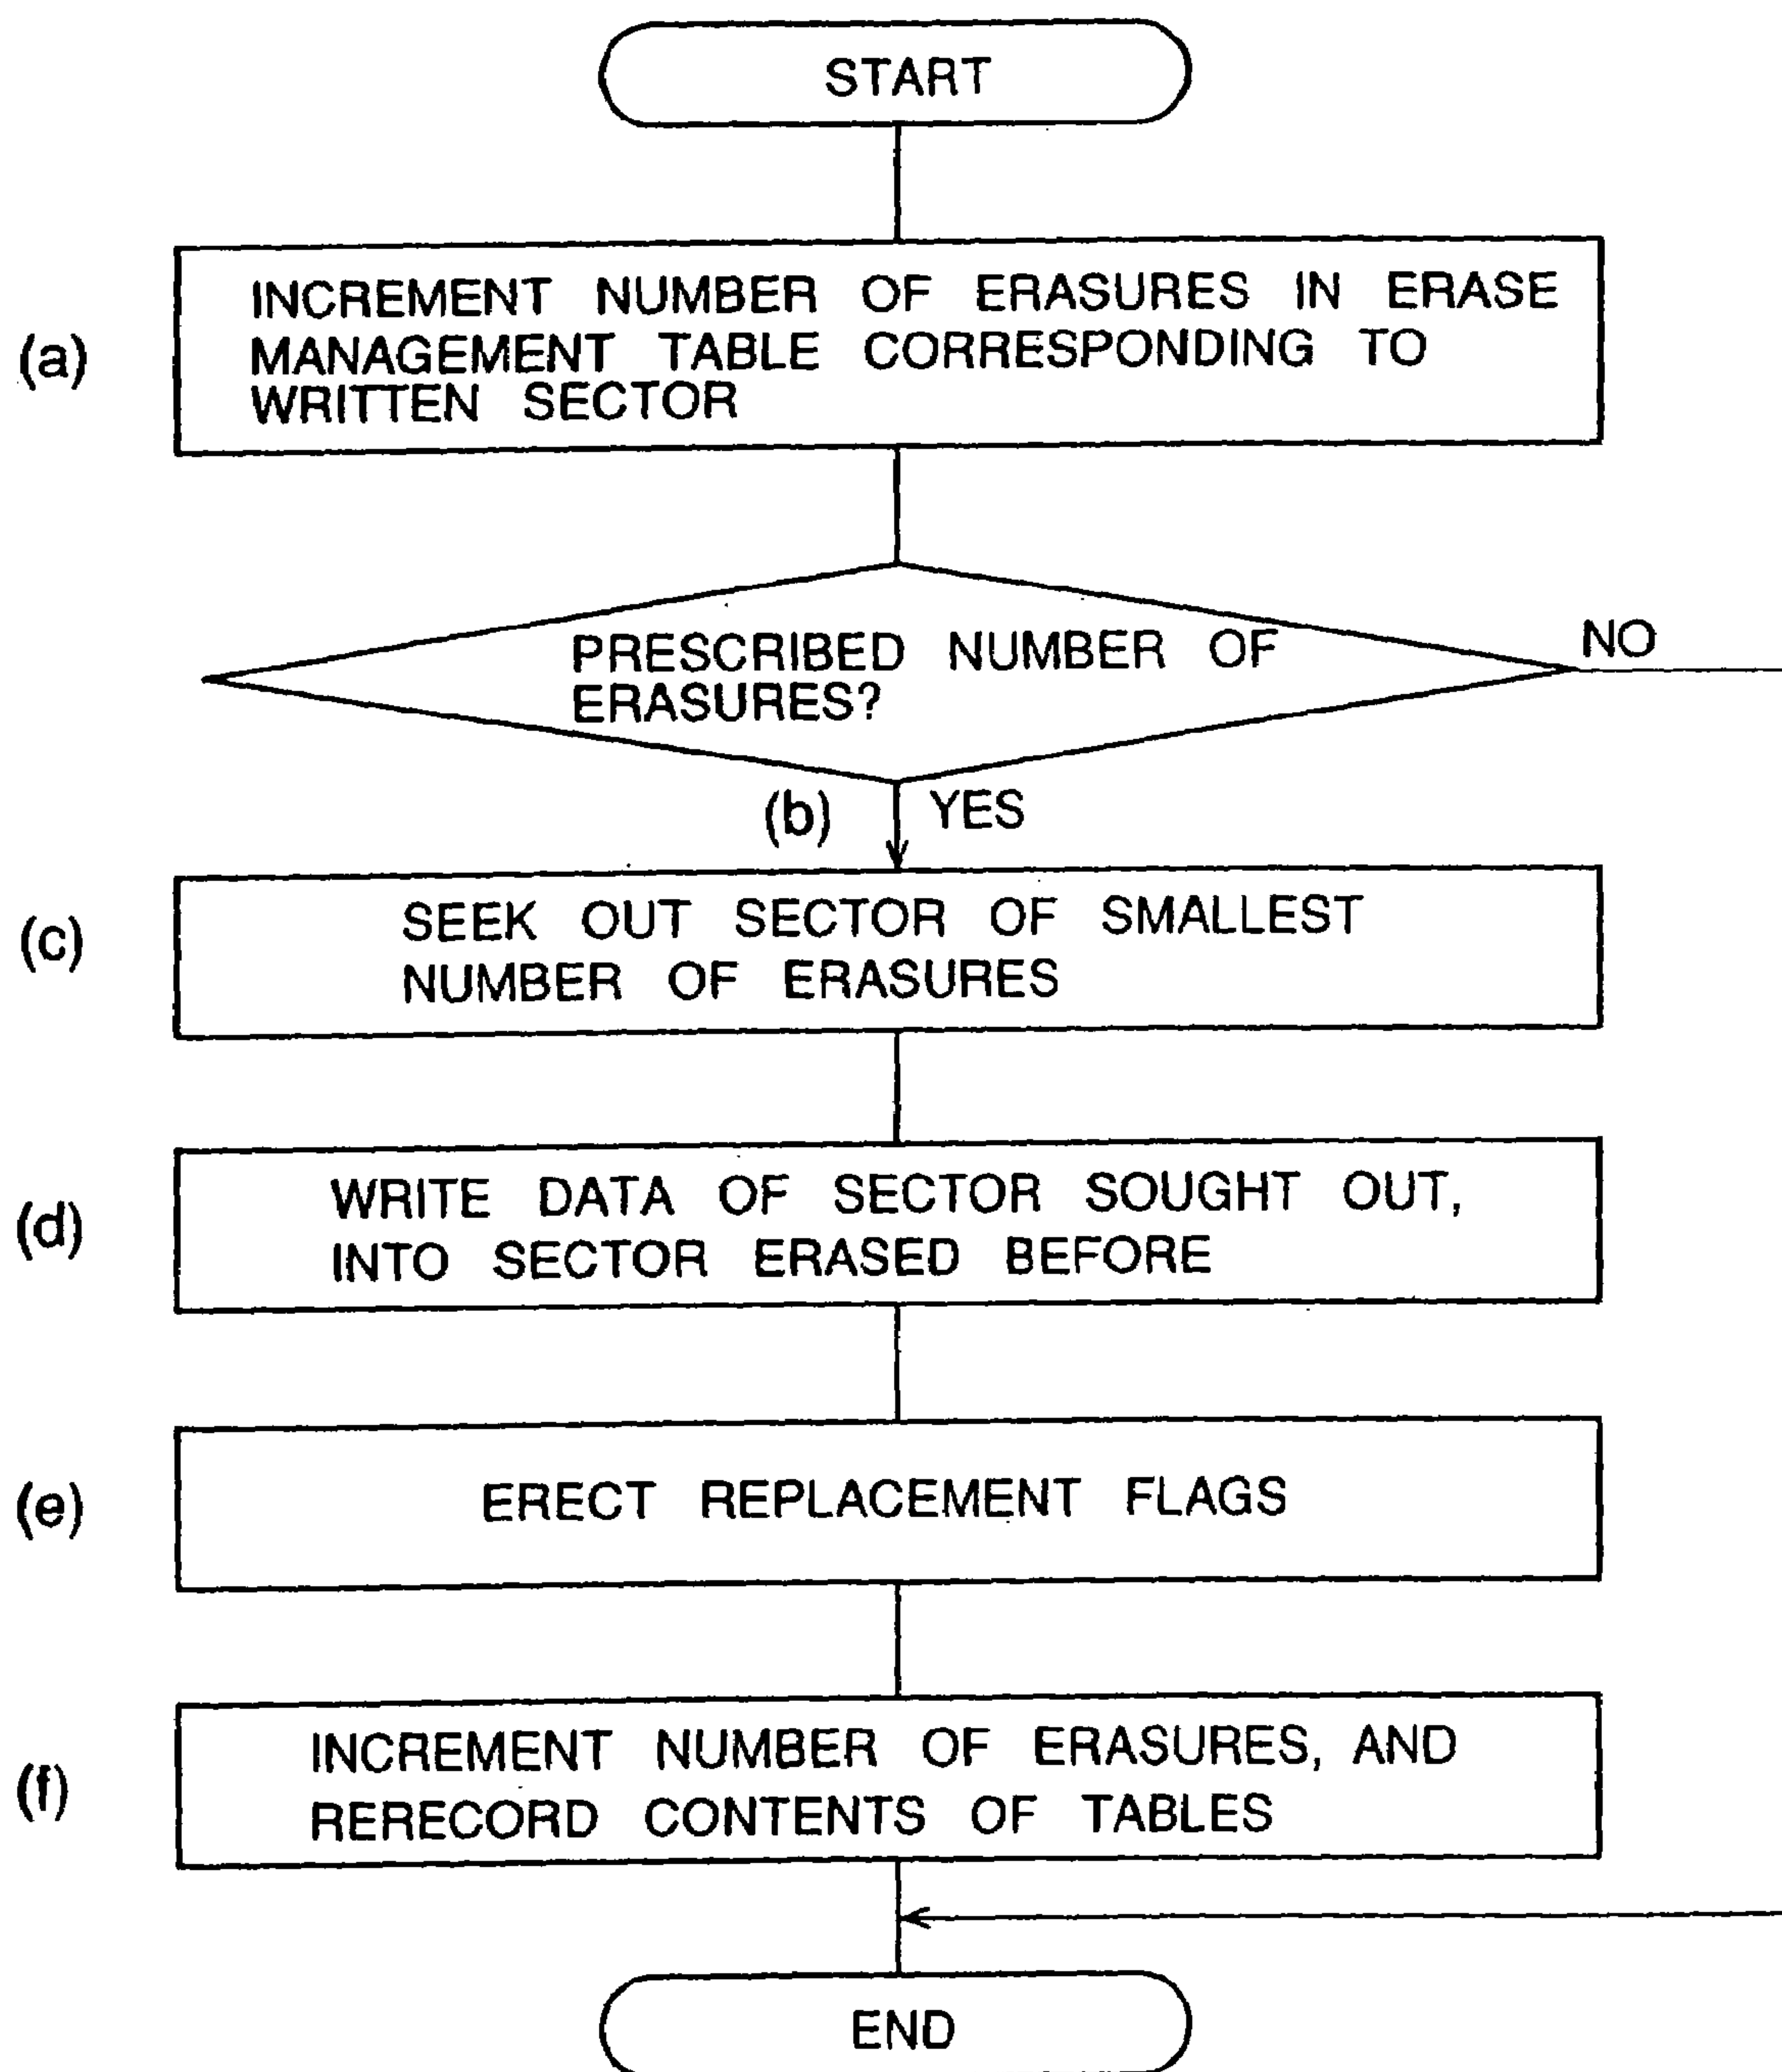 START
(a)
INCREMENT NUMBER OF ERASURES IN ERASE
MANAGEMENT TABLE CORRESPONDING TO
WRITTEN SECTOR
PRESCRIBED NUMBER OF
ERASURES?
NO
(b)
YES
(c)
SEEK OUT SECTOR OF SMALLEST
NUMBER OF ERASURES
(d)
WRITE DATA OF SECTOR SOUGHT OUT,
INTO SECTOR ERASED BEFORE
(e)
ERECT REPLACEMENT FLAGS
(f)
INCREMENT NUMBER OF ERASURES, AND
RERECORD CONTENTS OF TABLES
END